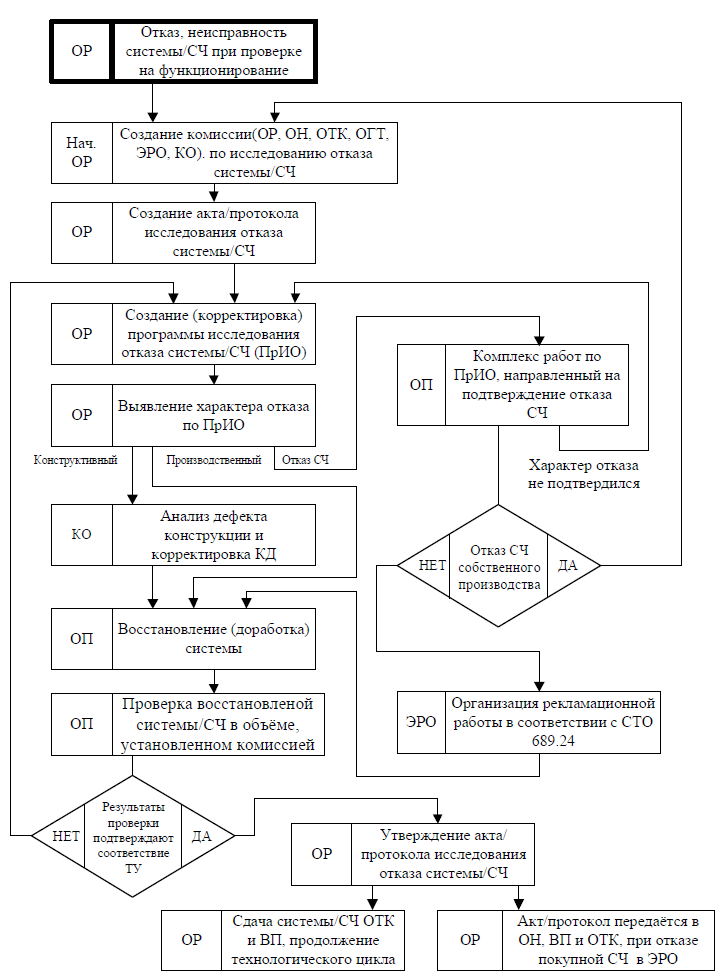 ОР
Отказ, неисправность
системы/СЧ при проверке
на функционирование
Нач.
ОР
Создание комиссии(ОР, ОН, ОТК, ОГТ,
ЭРО, КО). по исследованию отказа
системы/СЧ
ОР
Создание акта/протокола
исследования отказа
системы/СЧ
ОР
Создание (корректировка)
программы исследования
отказа системы/СЧ (ПрИО)
ОП
Комплекс работ по
ПрИО, направленный на
подтверждение отказа
СЧ
ОР
Выявление характера отказа
по ПрИО
Конструктивный
Производственный
Отказ СЧ
Характер отказа
не подтвердился
КО
Анализ дефекта
конструкции и
корректировка КД
НЕТ
Отказ СЧ
собственного
производства
ДА
ОП
Восстановление (доработка)
системы
ОП
Проверка восстановленой
системы/СЧ в объёме,
установленном комиссией
ЭРО
Организация рекламационной
работы в соответствии с СТО
689.24
НЕТ
Результаты
проверки
подтверждают
соответствие
ТУ
ДА
ОР
Утверждение акта/
протокола исследования
отказа системы/СЧ
ОР
Сдача системы/СЧ ОТК
и ВП, продолжение
технологического цикла
ОР
Акт/протокол передаётся в
ОН, ВП и ОТК, при отказе
покупной СЧ в ЭРО